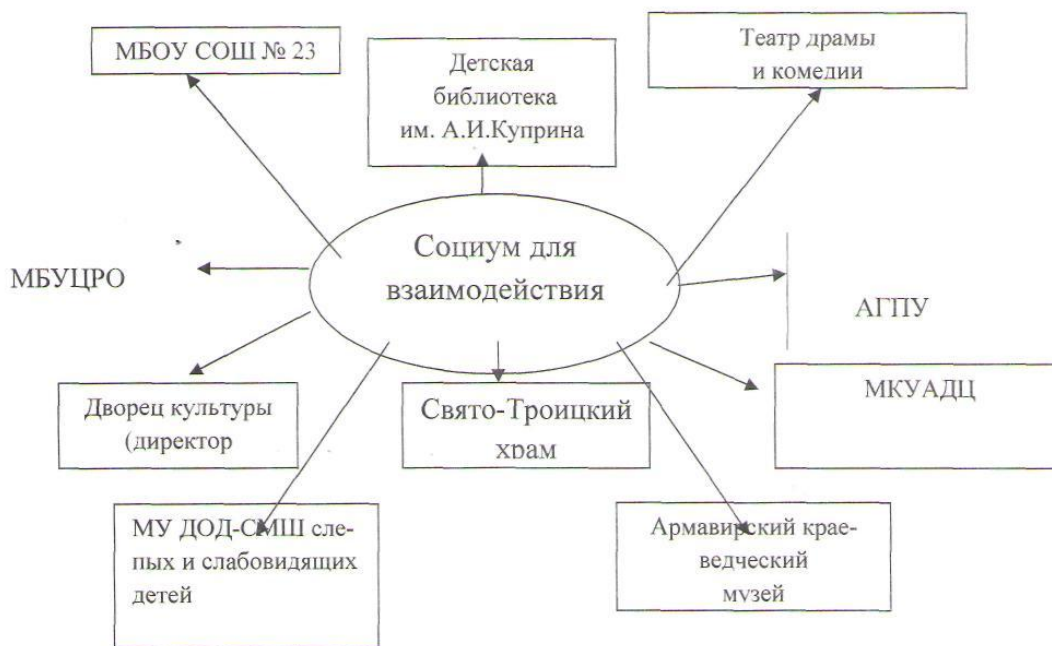 МБОУ СОШ № 23
Детская
библиотека
им. А.И.Куприна
Театр драмы
и комедии
Социум для
взаимодействия
МБУЦРО
АГПУ
Дворец культуры
(директор
Свято-Троицкий
храм
МКУАДЦ
МУ ДОД-СМШ сле-
пых и слабовидящих
детей
Армавирский крае-
ведческий
музей